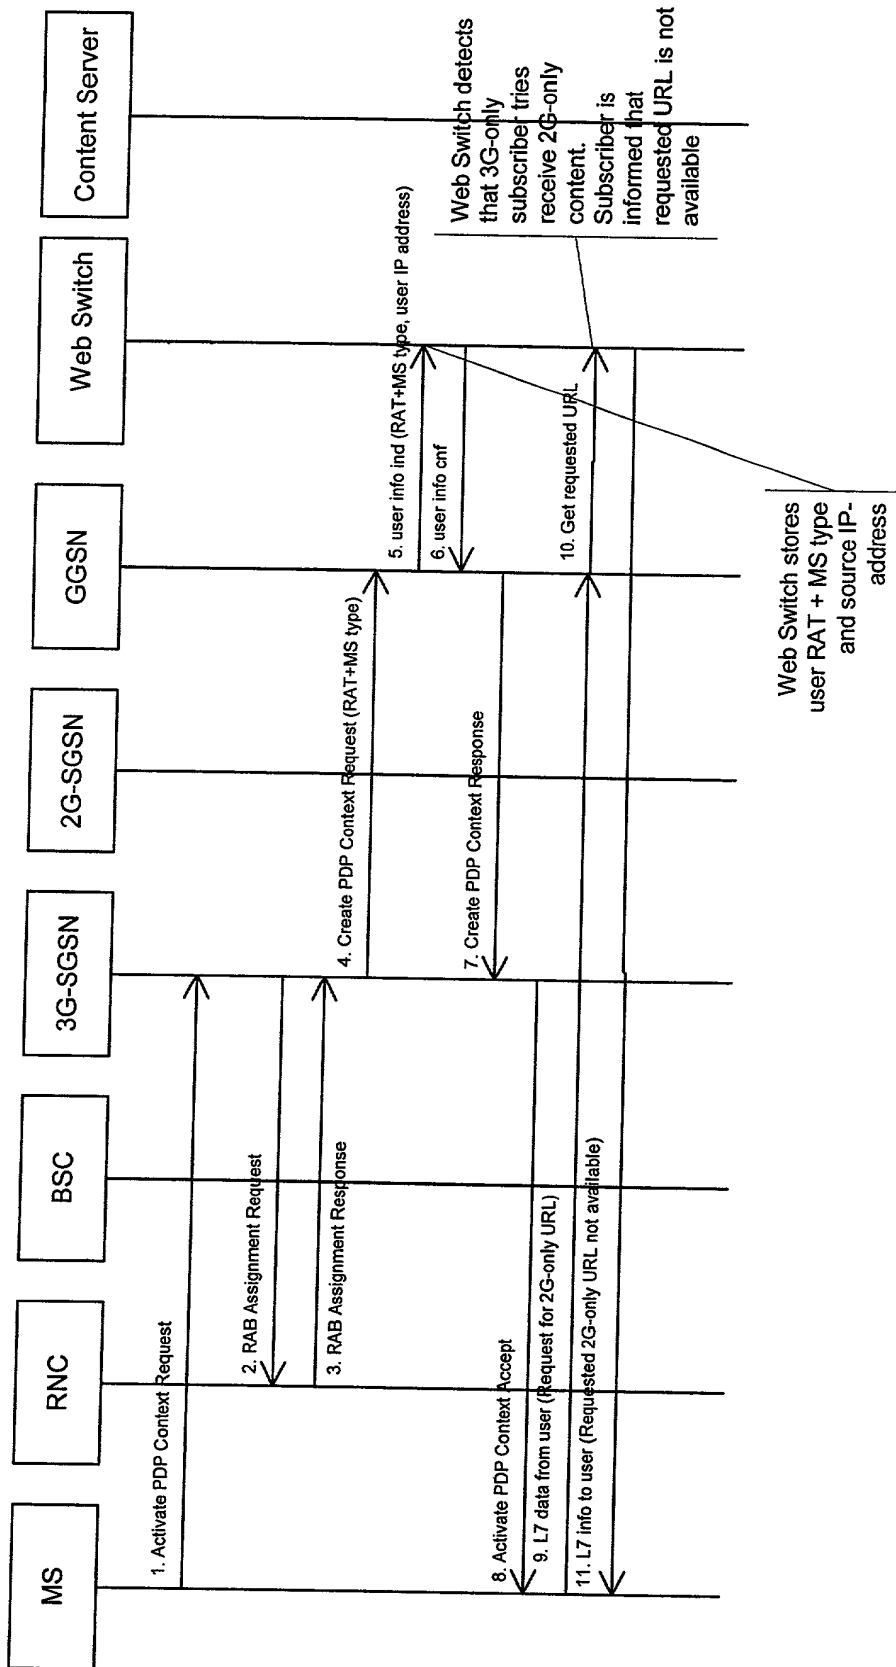 MS
RNC
BSC
3G-SGSN
2G-SGSN
GGSN
Web Switch
Content Server
1. Activate PDP Context Request
2. RAB Assignment Request
3. RAB Assignment Response
4. Create PDP Context Request (RAT+MS type)
5. user info ind (RAT+MS type, user IP address)
6. user info cnf
7. Create PDP Context Response
8. Activate PDP Context Accept
9. L7 data from user (Request for 2G-only URL)
10. Get requested URL
11. L7 info to user (Requested 2G-only URL not available)
Web Switch detects
that 3G-only
subscriber tries
receive 2G-only
content.
Subscriber is
informed that
requested URL is not
available
Web Switch stores
user RAT + MS type
and source IP-
address